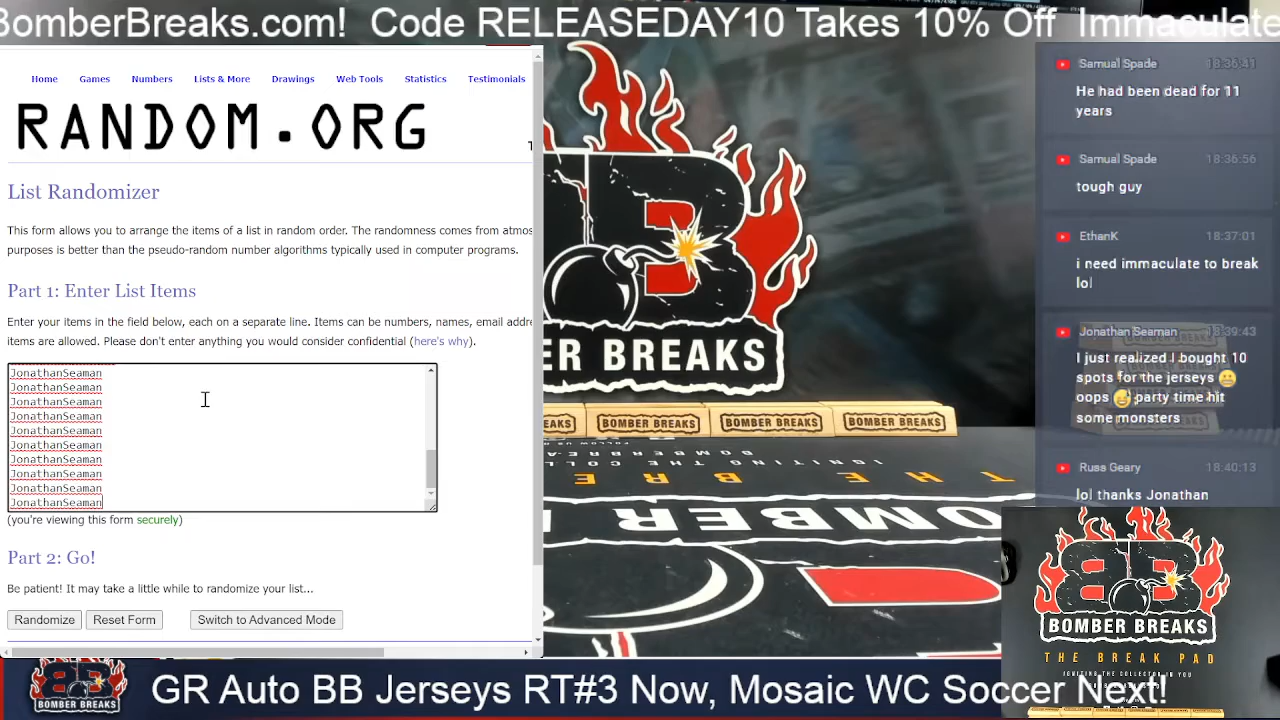 BomberBreaks.com! Code RELEASEDAY10 Takes 10% Off Immaculate
Home Games Numbers Lists & More Drawings Web Tools Statistics Testimonials
RANDOM.ORG
List Randomizer
This form allows you to arrange the items of a list in random order. The randomness comes from atmos
purposes is better than the pseudo-random number algorithms typically used in computer programs.
Part 1: Enter List Items
Enter your items in the field below, each on a separate line. Items can be numbers, names, email addre
items are allowed. Please don't enter anything you would consider confidential (here's why).
JonathanSeaman
JonathanSeaman
JonathanSeaman
JonathanSeaman
JonathanSeaman
JonathanSeaman
JonathanSeaman
JonathanSeaman
JonathanSeaman
JonathanSeaman
(you're viewing this form securely)
Part 2: Go!
Be patient! It may take a little while to randomize your list...
Randomize Reset Form Switch to Advanced Mode
ER BREAKS
BOMBER BREAKS
BOMBER BREAKS
Samual Spade 18:36:41
He had been dead for 11
years
Samual Spade 18:36:56
tough guy
EthanK 18:37:01
i need immaculate to break
lol
Jonathan Seaman 18:39:43
I just realized I bought 10
spots for the jerseys 😬
oops 😅 party time hit
some monsters
Russ Geary 18:40:13
lol thanks Jonathan
BOMBER BREAKS
THE BREAK PAD
IGNITING THE COLLECTOR IN YOU
BOMBER BREAKS
GR Auto BB Jerseys RT#3 Now, Mosaic WC Soccer Next!